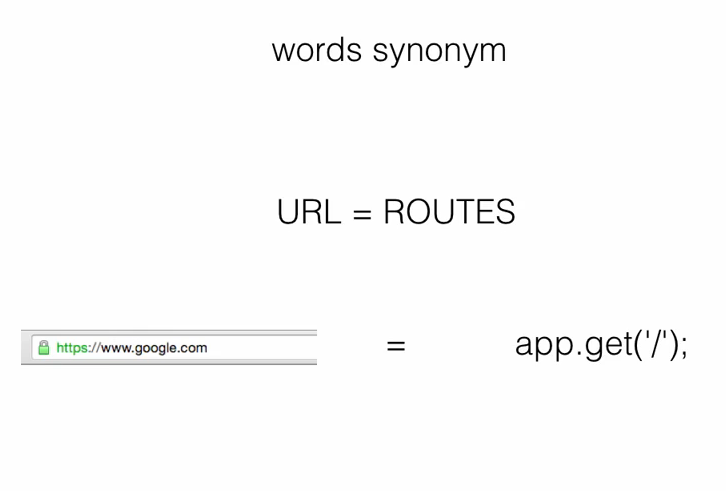 words synonym
URL = ROUTES
https://www.google.com = app.get('/');